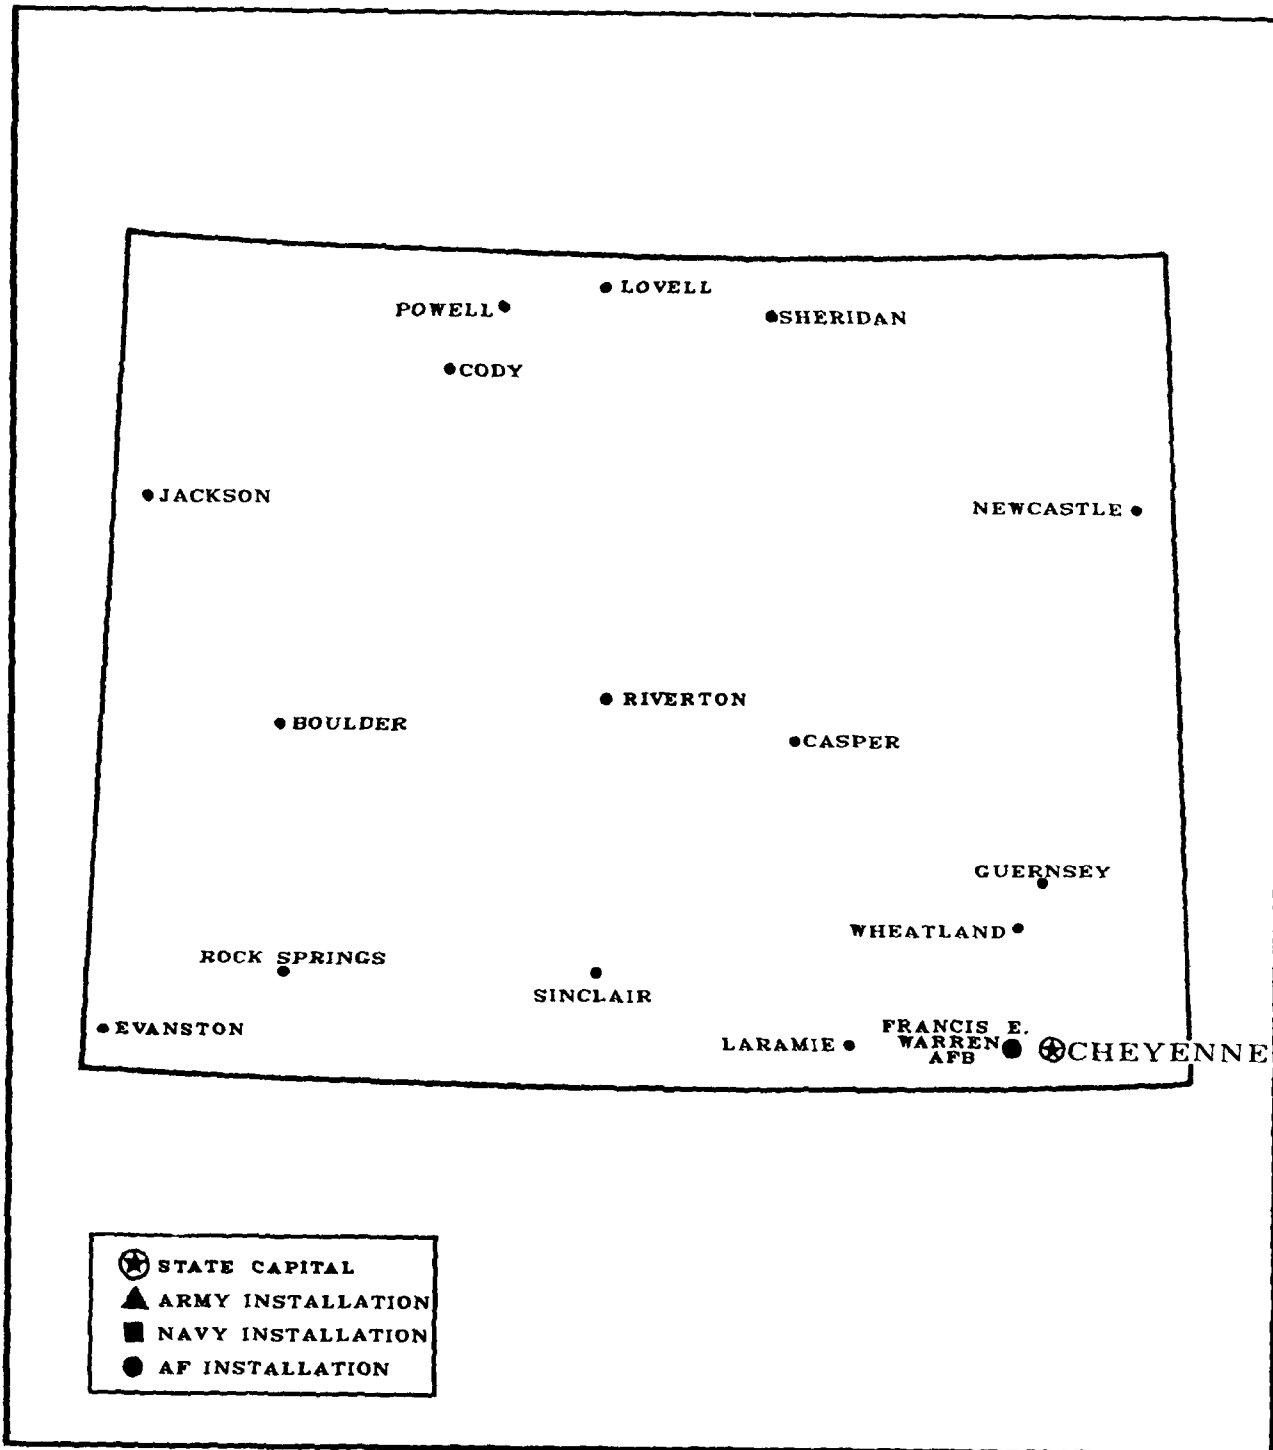 LOVELL
POWELL
SHERIDAN
CODY
JACKSON
NEWCASTLE
RIVERTON
BOULDER
CASPER
GUERNSEY
WHEATLAND
ROCK SPRINGS
SINCLAIR
EVANSTON
FRANCIS E.
WARREN
AFB
LARAMIE
CHEYENNE
STATE CAPITAL
ARMY INSTALLATION
NAVY INSTALLATION
AF INSTALLATION